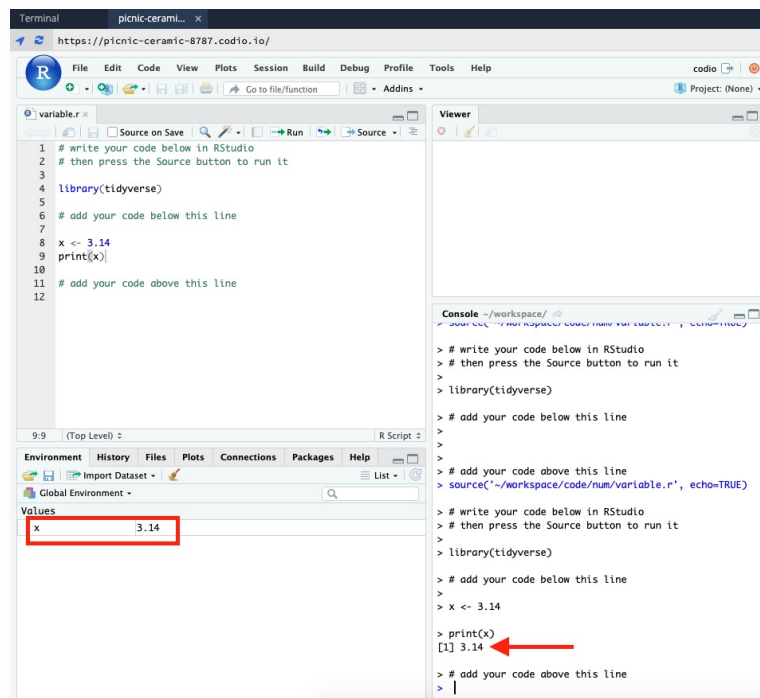 Terminal
picnic-cerami... ×
https://picnic-ceramic-8787.codio.io/
R File Edit Code View Plots Session Build Debug Profile Tools Help
codio
Go to file/function
Addins
R Project: (None)
variable.r ×
Source on Save
Run
Source
1 # write your code below in RStudio
2 # then press the Source button to run it
3
4 library(tidyverse)
5
6 # add your code below this line
7
8 x <- 3.14
9 print(x)
10
11 # add your code above this line
12
9:9 (Top Level) R Script
Environment History Files Plots Connections Packages Help
Import Dataset
List
Global Environment
Values
x 3.14
Viewer
Console ~/workspace/
> source('~/workspace/code/num/variable.r', echo=TRUE)
> # write your code below in RStudio
> # then press the Source button to run it
>
> library(tidyverse)
> # add your code below this line
>
>
>
> # add your code above this line
> source('~/workspace/code/num/variable.r', echo=TRUE)
> # write your code below in RStudio
> # then press the Source button to run it
>
> library(tidyverse)
> # add your code below this line
>
> x <- 3.14
> print(x)
[1] 3.14
> # add your code above this line
>